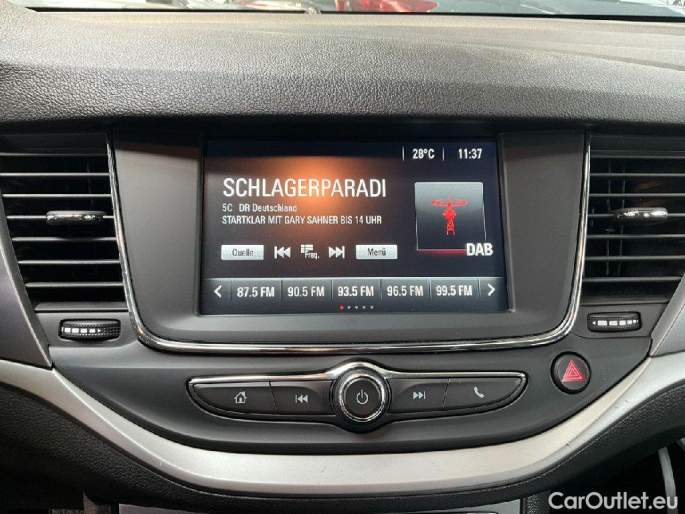 28°C 11:37
SCHLAGERPARADI
5C DR Deutschland
STARTKLAR MIT GARY SAHNER BIS 14 UHR
DAB
Quelle Freq. Menü
87.5 FM 90.5 FM 93.5 FM 96.5 FM 99.5 FM
CarOutlet.eu